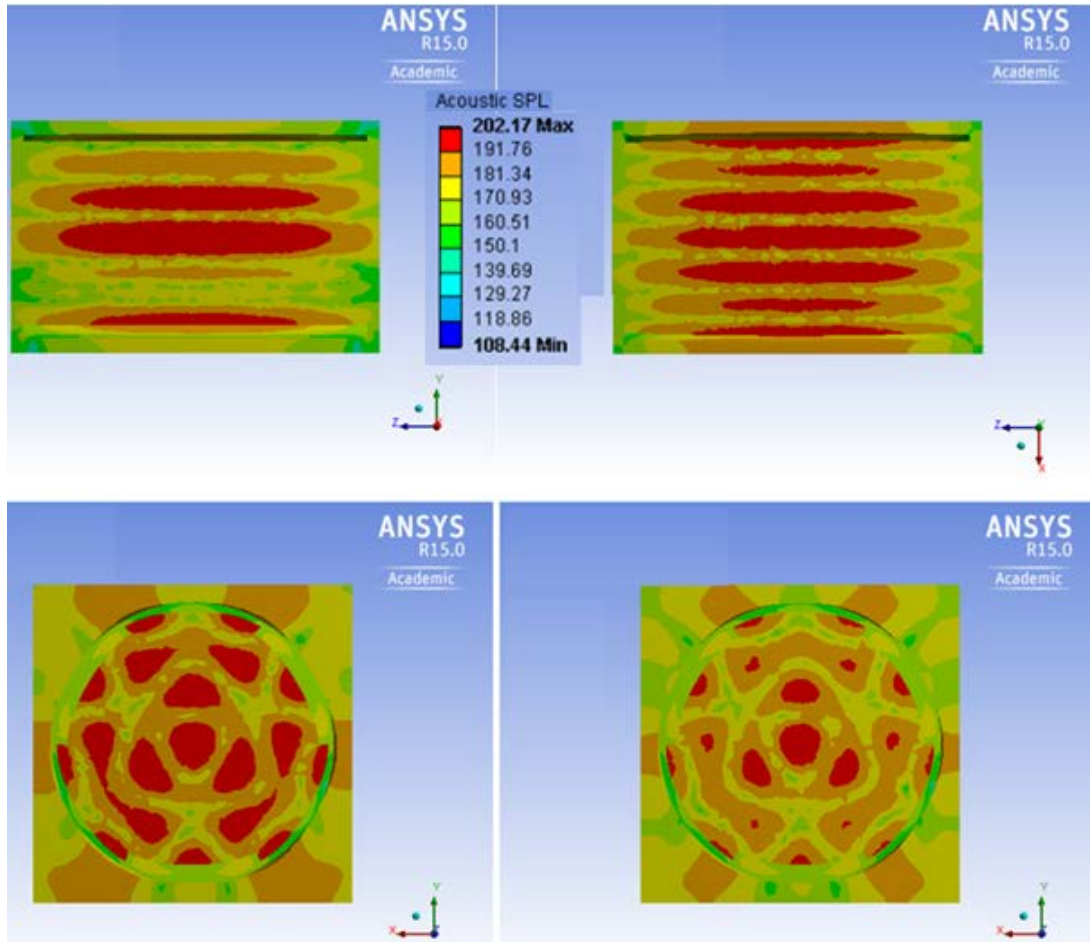 ANSYS
R15.0
Academic
ANSYS
R15.0
Academic
Acoustic SPL
202.17 Max
191.76
181.34
170.93
160.51
150.1
139.69
129.27
118.86
108.44 Min
Y
Z
X
Z
Y
X
ANSYS
R15.0
Academic
ANSYS
R15.0
Academic
Y
X
Z
Y
X
Z